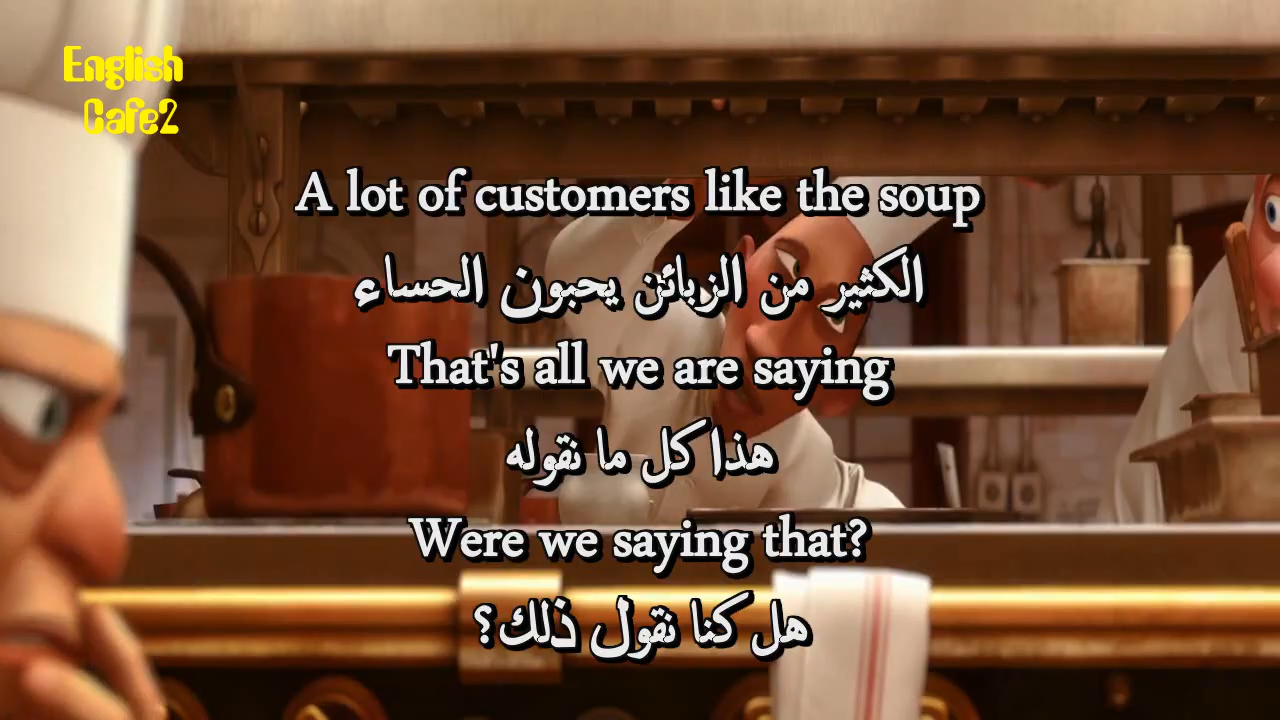 English
Cafe2
A lot of customers like the soup
الكثير من الزبائن يحبون الحساء
That's all we are saying
هذا كل ما نقوله
Were we saying that?
هل كنا نقول ذلك؟